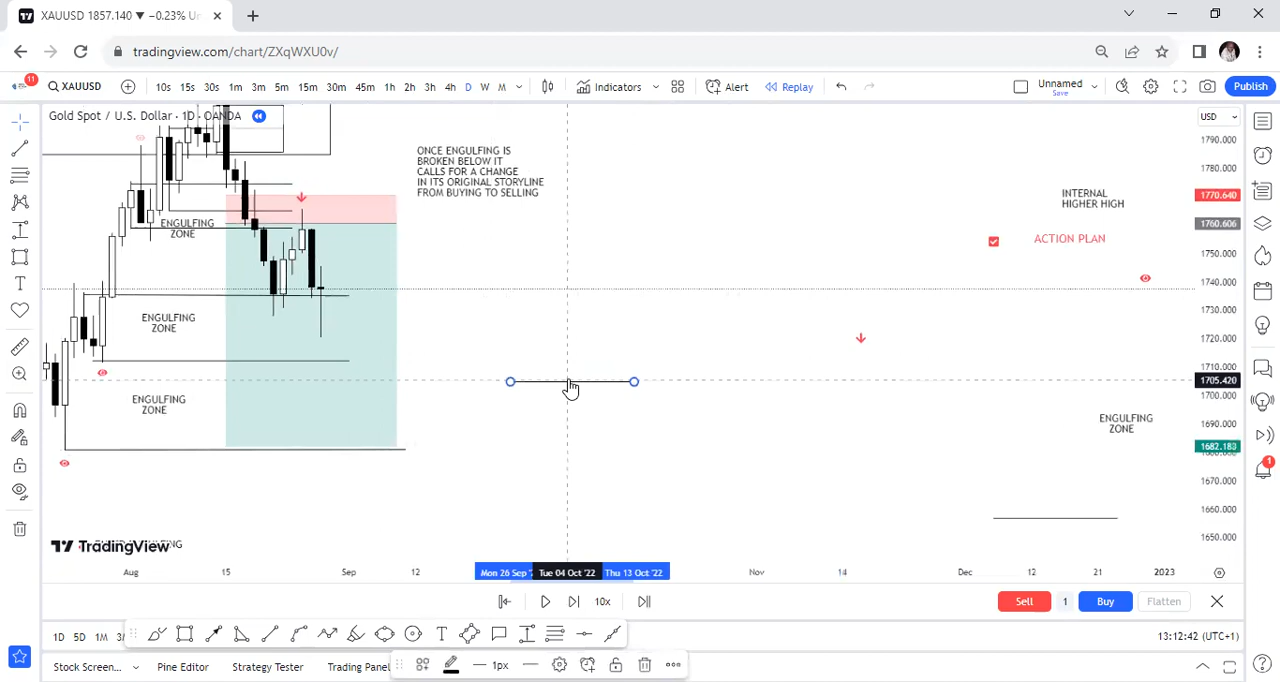 XAUUSD 1857.140 ▼ −0.23% Un
tradingview.com/chart/ZXqWXU0v/
11
XAUUSD
10s 15s 30s 1m 3m 5m 15m 30m 45m 1h 2h 3h 4h D W M
Indicators
Alert
Replay
Unnamed
Save
Publish
Gold Spot / U.S. Dollar · 1D · OANDA
USD
1790.000
1780.000
1770.640
1760.606
1750.000
1740.000
1730.000
1720.000
1710.000
1705.420
1700.000
1690.000
1682.183
1670.000
1660.000
1650.000
ONCE ENGULFING IS
BROKEN BELOW IT
CALLS FOR A CHANGE
IN ITS ORIGINAL STORYLINE
FROM BUYING TO SELLING
INTERNAL
HIGHER HIGH
ACTION PLAN
ENGULFING
ZONE
ENGULFING
ZONE
ENGULFING
ZONE
ENGULFING
ZONE
1
TradingView
Aug 15 Sep 12 Mon 26 Sep '2 Tue 04 Oct '22 Thu 13 Oct '22 Nov 14 Dec 12 21 2023
10x
Sell 1 Buy Flatten
1D 5D 1M 3
13:12:42 (UTC+1)
1px
Stock Screen... Pine Editor Strategy Tester Trading Panel